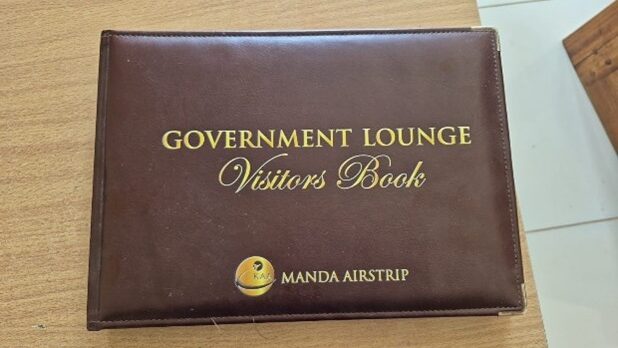 GOVERNMENT LOUNGE
Visitors Book
KAA
MANDA AIRSTRIP